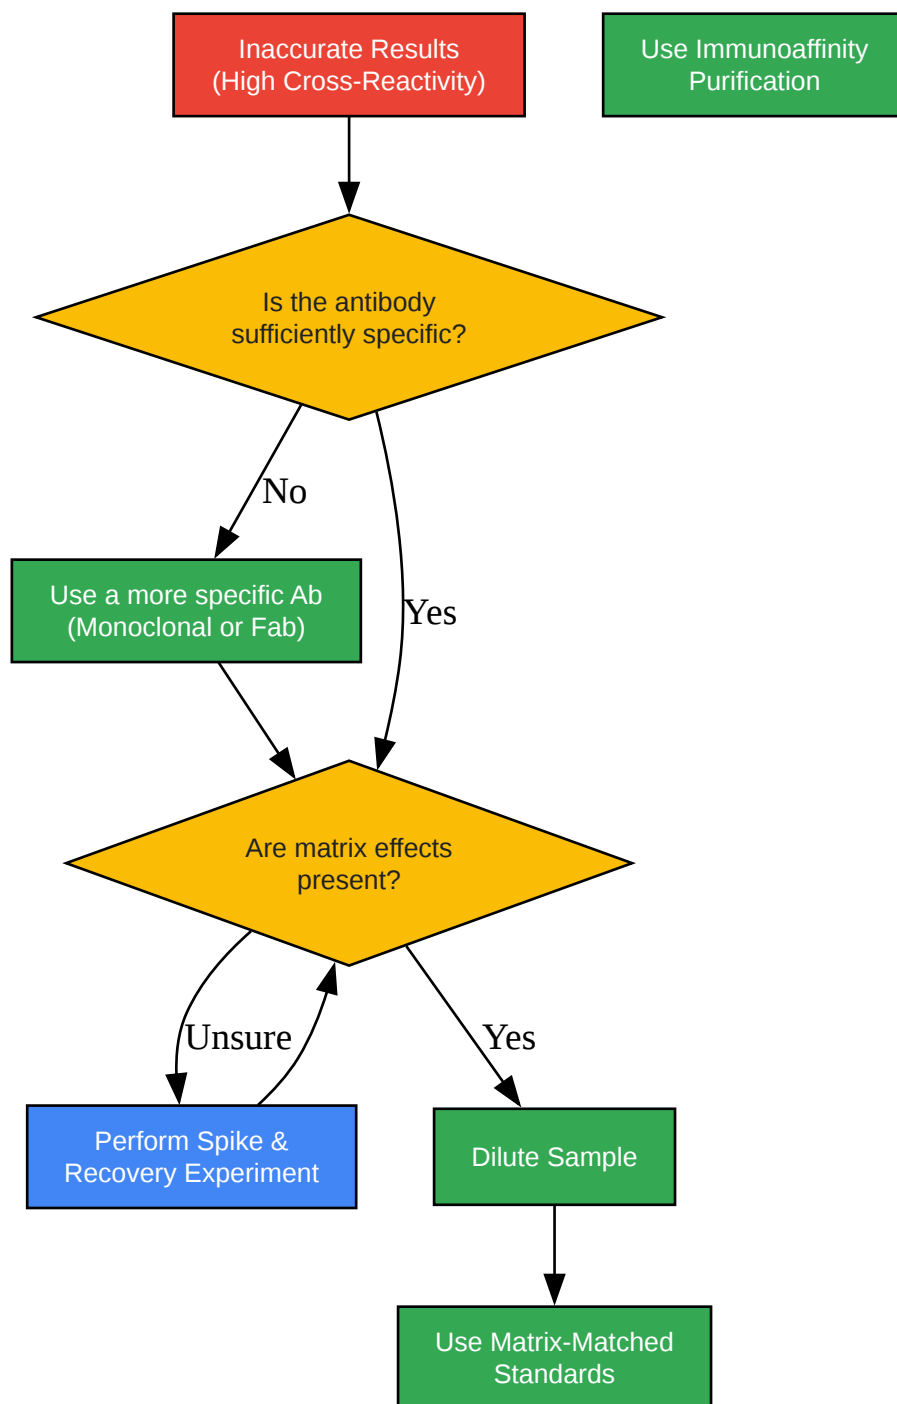 Inaccurate Results
(High Cross-Reactivity)
Use Immunoaffinity
Purification
Is the antibody
sufficiently specific?
No
Use a more specific Ab
(Monoclonal or Fab)
Yes
Are matrix effects
present?
Unsure
Yes
Perform Spike &
Recovery Experiment
Dilute Sample
Use Matrix-Matched
Standards